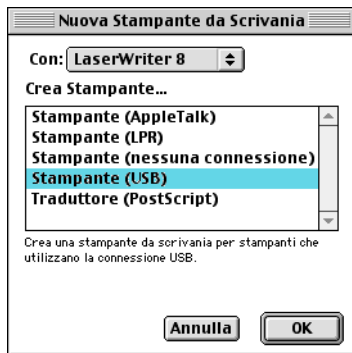 Nuova Stampante da Scrivania
Con: LaserWriter 8
Crea Stampante...
Stampante (AppleTalk)
Stampante (LPR)
Stampante (nessuna connessione)
Stampante (USB)
Traduttore (PostScript)
Crea una stampante da scrivania per stampanti che
utilizzano la connessione USB.
Annulla OK